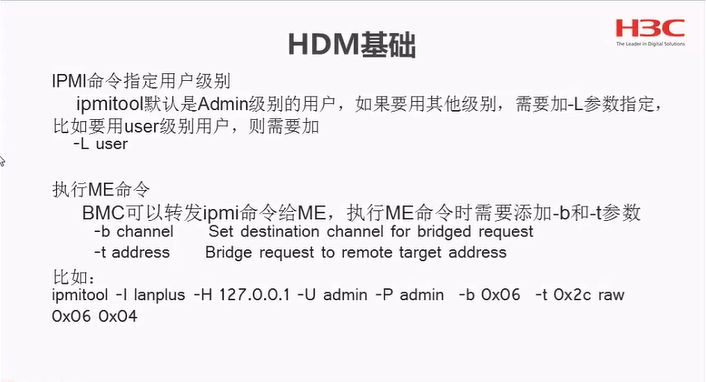 H3C
The Leader in Digital Solutions
HDM基础
IPMI命令指定用户级别
ipmitool默认是Admin级别的用户，如果要用其他级别，需要加-L参数指定，
比如要用user级别用户，则需要加
-L user
执行ME命令
BMC可以转发ipmi命令给ME，执行ME命令时需要添加-b和-t参数
-b channel Set destination channel for bridged request
-t address Bridge request to remote target address
比如：
ipmitool -I lanplus -H 127.0.0.1 -U admin -P admin -b 0x06 -t 0x2c raw
0x06 0x04